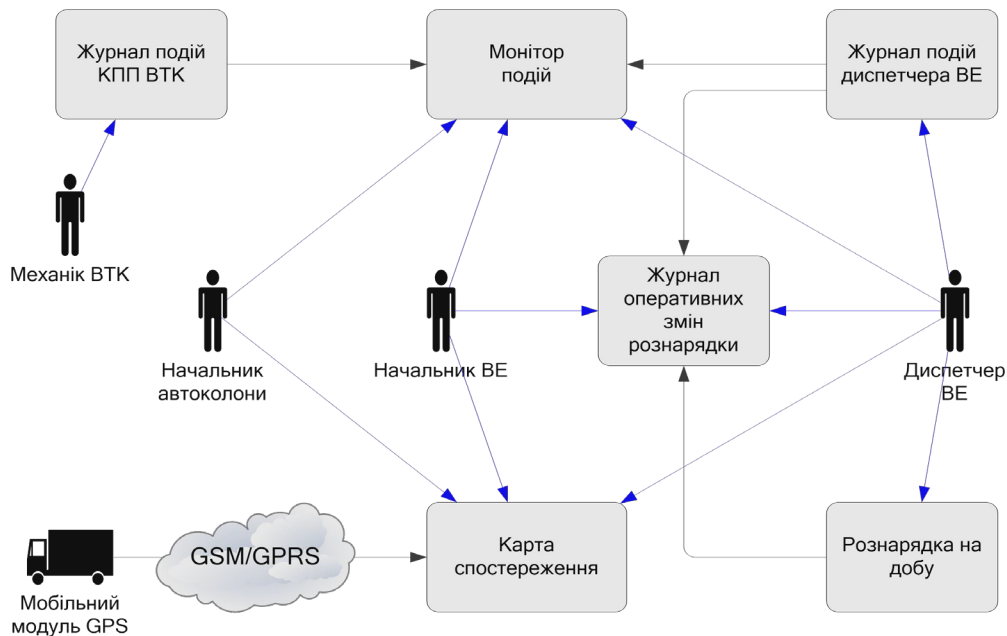 Журнал подій
КПП ВТК
Монітор
подій
Журнал подій
диспетчера ВЕ
Механік ВТК
Журнал
оперативних
змін
рознарядки
Начальник
автоколони
Начальник ВЕ
Диспетчер
ВЕ
GSM/GPRS
Карта
спостереження
Рознарядка на
добу
Мобільний
модуль GPS